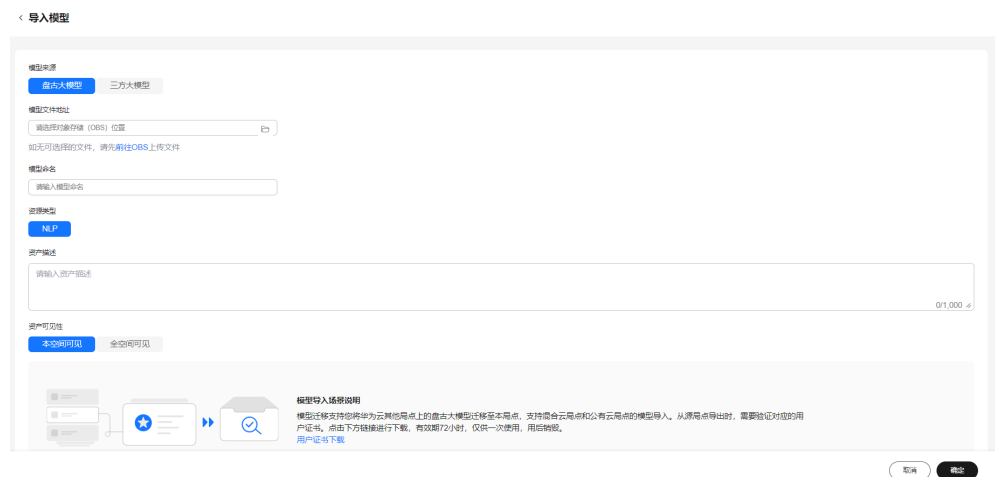 导入模型
模型来源
盘古大模型 三方大模型
模型文件地址
请选择对象存储（OBS）位置
如无可选择的文件，请先前往OBS上传文件
模型命名
请输入模型命名
资源类型
NLP
资产描述
请输入资产描述
0/1,000
资产可见性
本空间可见 全空间可见
模型导入场景说明
模型迁移支持您将华为云其他局点上的盘古大模型迁移至本局点，支持混合云局点和公有云局点的模型导入。从源局点导出时，需要验证对应的用
户证书。点击下方链接进行下载，有效期72小时，仅供一次使用，用后销毁。
用户证书下载
取消 确定